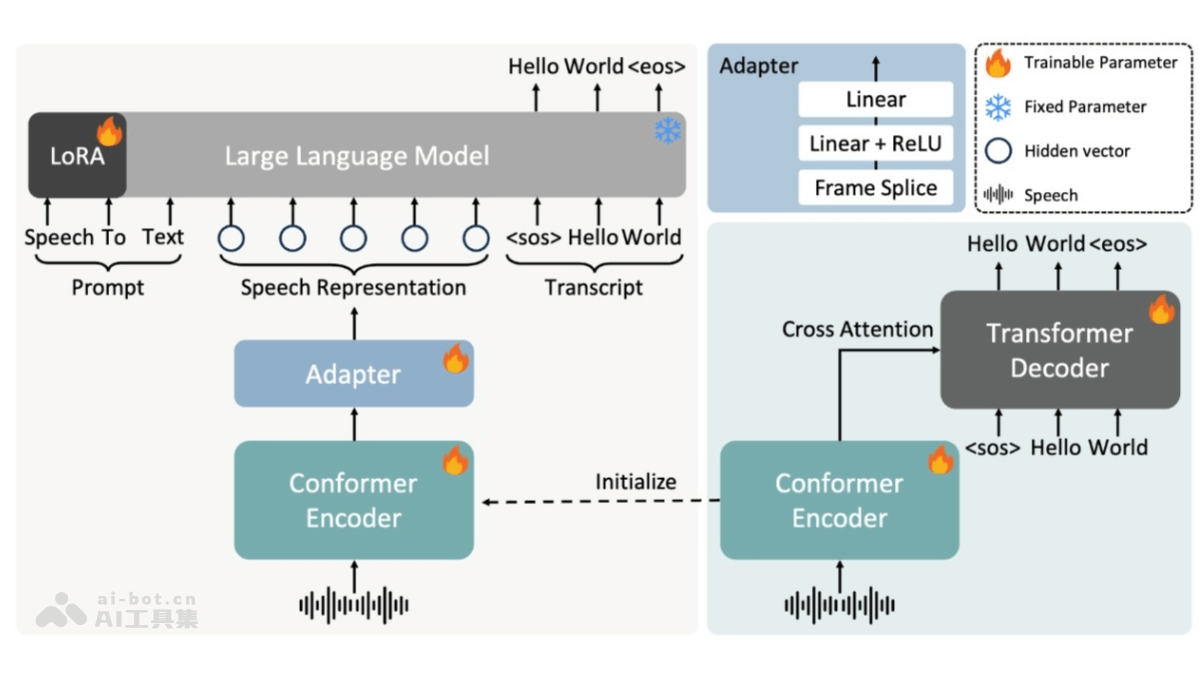 Hello World <eos>
LoRA
Large Language Model
Speech To Text
<sos> Hello World
Prompt
Speech Representation
Transcript
Adapter
Conformer
Encoder
Initialize
ai-bot.cn
AI工具集
Adapter
Linear
Linear + ReLU
Frame Splice
Trainable Parameter
Fixed Parameter
Hidden vector
Speech
Hello World <eos>
Cross Attention
Transformer
Decoder
<sos> Hello World
Conformer
Encoder